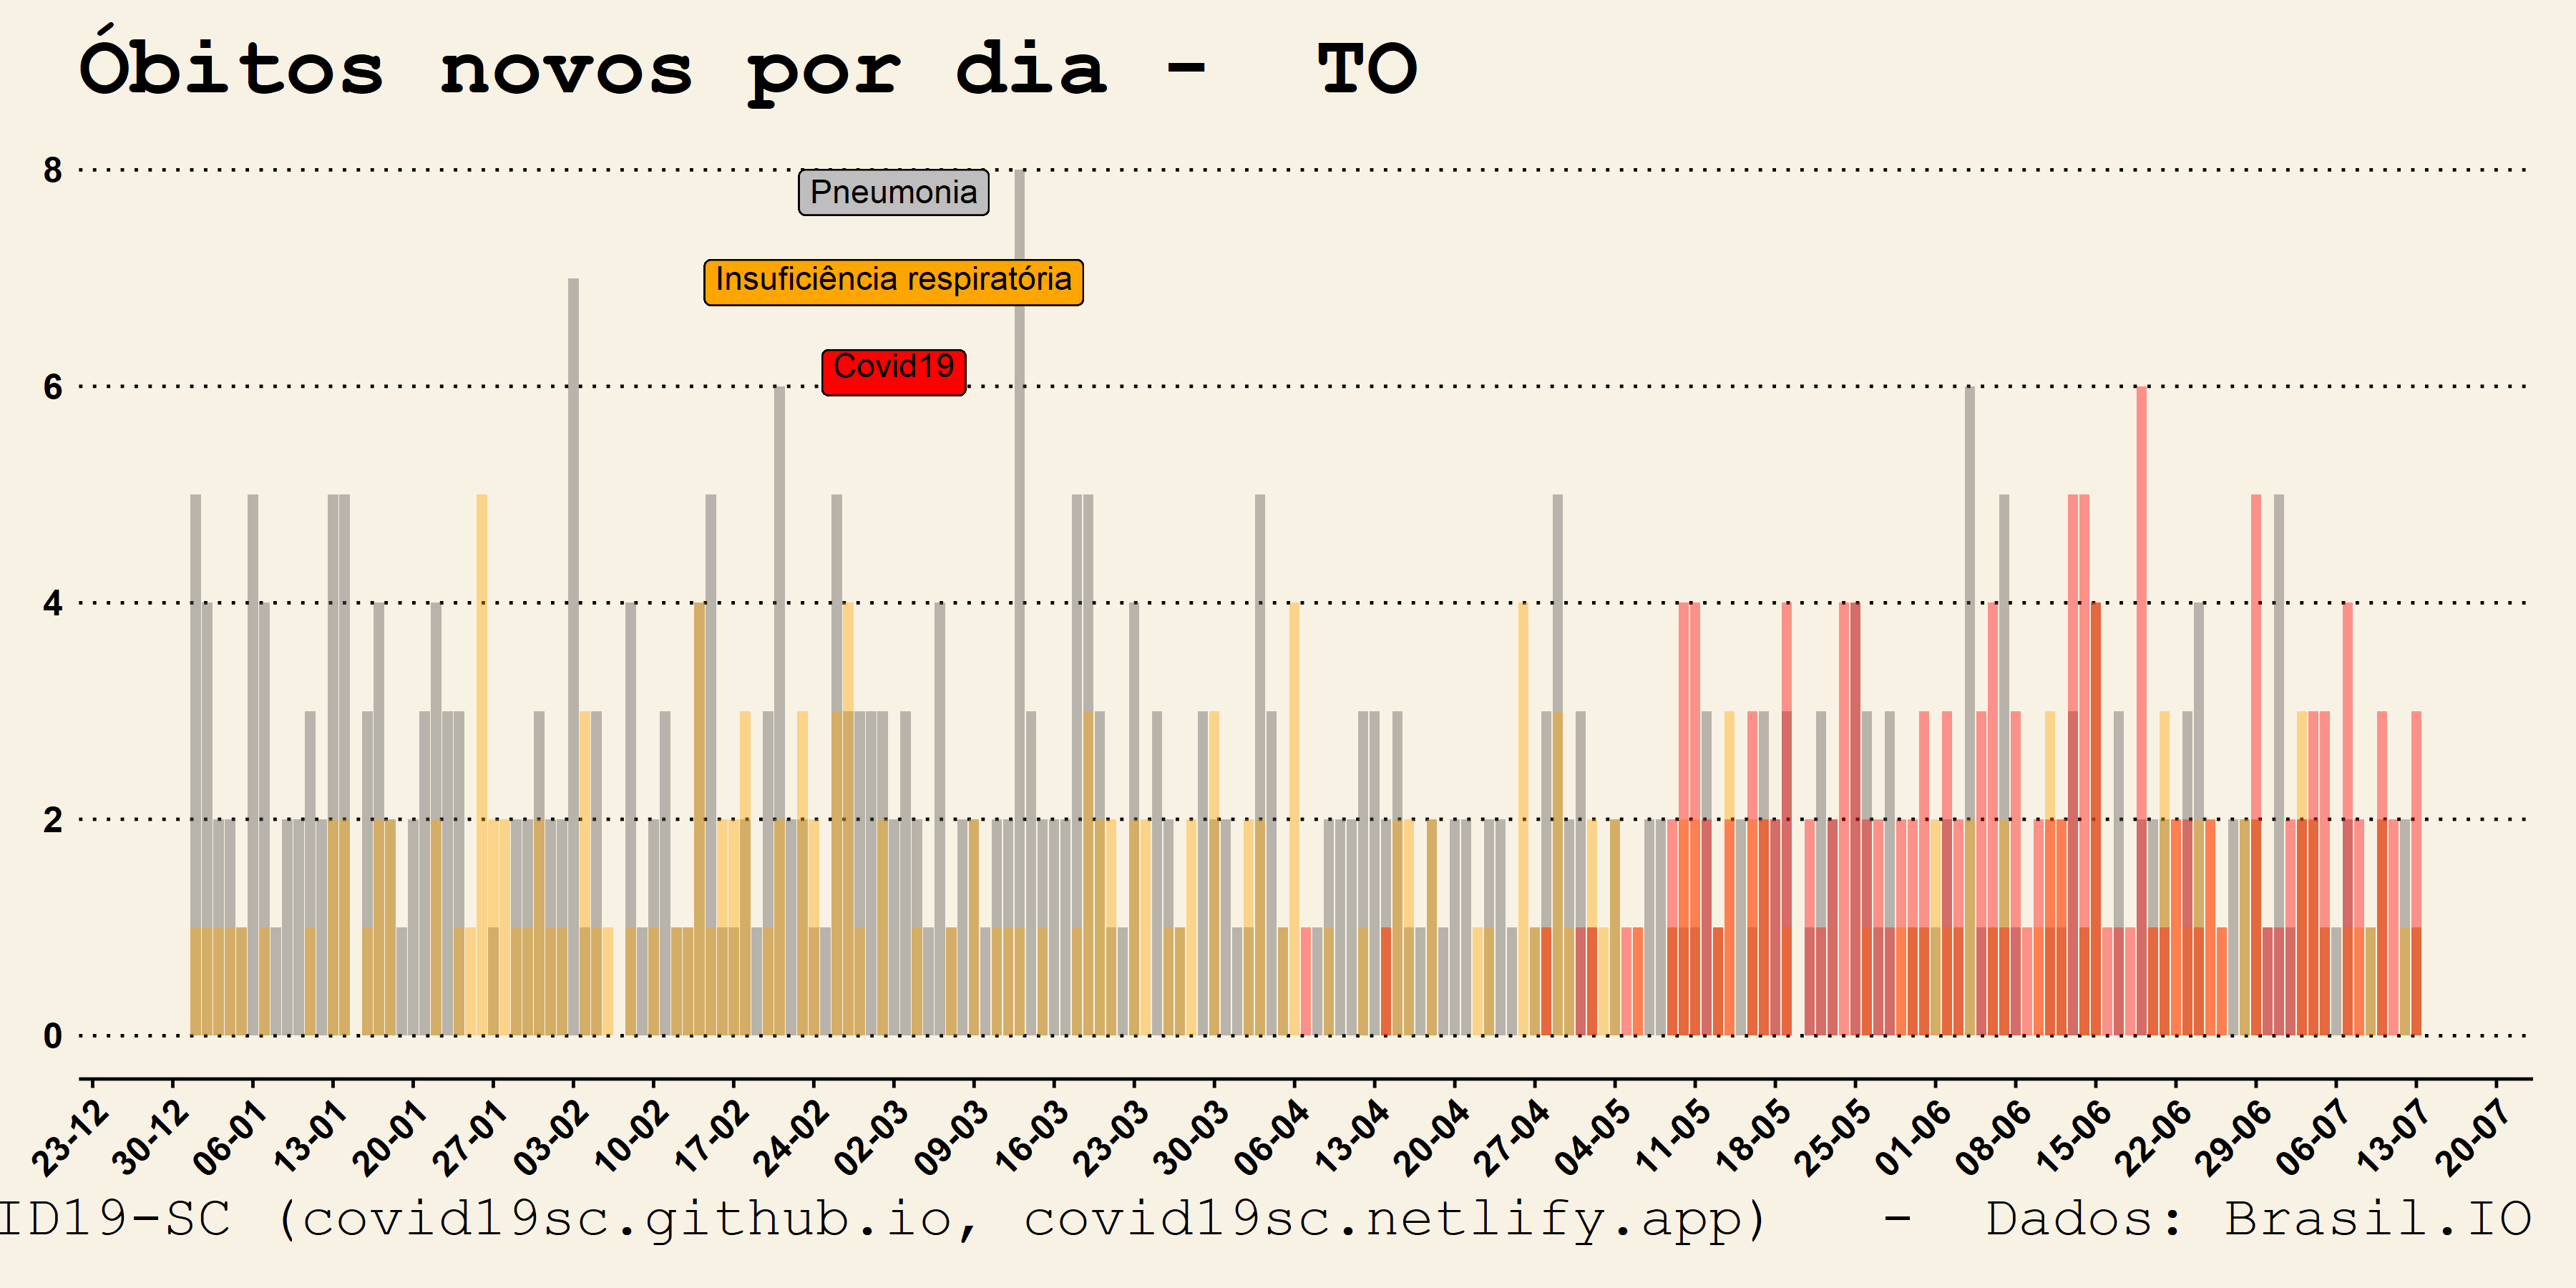 Óbitos novos por dia - TO
8
Pneumonia
Insuficiência respiratória
Covid19
6
4
2
0
23-12 30-12 06-01 13-01 20-01 27-01 03-02 10-02 17-02 24-02 02-03 09-03 16-03 23-03 30-03 06-04 13-04 20-04 27-04 04-05 11-05 18-05 25-05 01-06 08-06 15-06 22-06 29-06 06-07 13-07 20-07
ID19-SC (covid19sc.github.io, covid19sc.netlify.app) - Dados: Brasil.IO